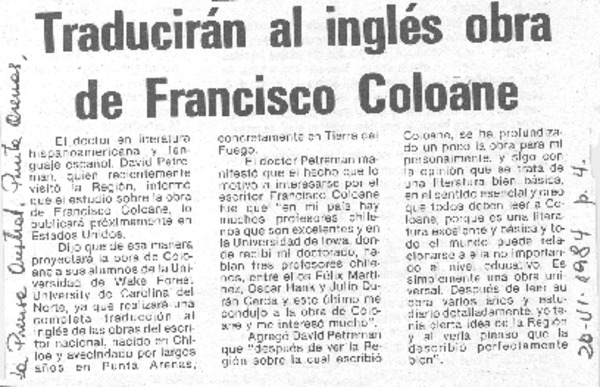 Traducirán al inglés obra
de Francisco Coloane
El doctor en literatura
hispanoamericana y len-
guaje español, David Petre-
man, quien recientemente
visitó la Región, informó
que el estudio sobre la obra
de Francisco Coloane, lo
publicará próximamente en
Estados Unidos.
Dijo que de esa manera
proyectará la obra de Colo-
ane a sus alumnos de la Uni-
versidad de Wake Forest
University de Carolina del
Norte, ya que realizará una
completa traducción al
inglés de las obras del escri-
tor nacional, nacido en Chi-
loé y avecindado por largos
años en Punta Arenas,
concretamente en Tierra del
Fuego.
El doctor Petreman ma-
nifestó que el hecho que lo
motivó a interesarse por el
escritor Francisco Coloane
fue que "en mi país hay
muchos profesores chile-
nos que son excelentes y en
la Universidad de Iowa, don-
de recibí mi doctorado, ha-
bían tres profesores chile-
nos, entre ellos Félix Martí-
nez, Oscar Hank y Julio Du-
rán Cerda y este último me
condujo a la obra de Colo-
ane y me interesó mucho".
Agregó David Petreman
que "después de ver la Re-
gión sobre la cual escribió
Coloane, se ha profundiza-
do un poco la obra para mí
personalmente, y sigo con
la opinión que se trata de
una literatura bien básica,
en el sentido esencial y creo
que todos deben leer a Co-
loane, porque es una litera-
tura excelente y básica y to-
do el mundo puede rela-
cionarse a ella no importan-
do al nivel educativo. Es
simplemente una obra uni-
versal. Después de leer su
obra varios años y estu-
diarlo detalladamente, yo te-
nía cierta idea de la Región
y al verla pienso que la
describió perfectamente
bien".
la Prensa Austral, Punta Arenas,
20-VI-1984 p. 4.